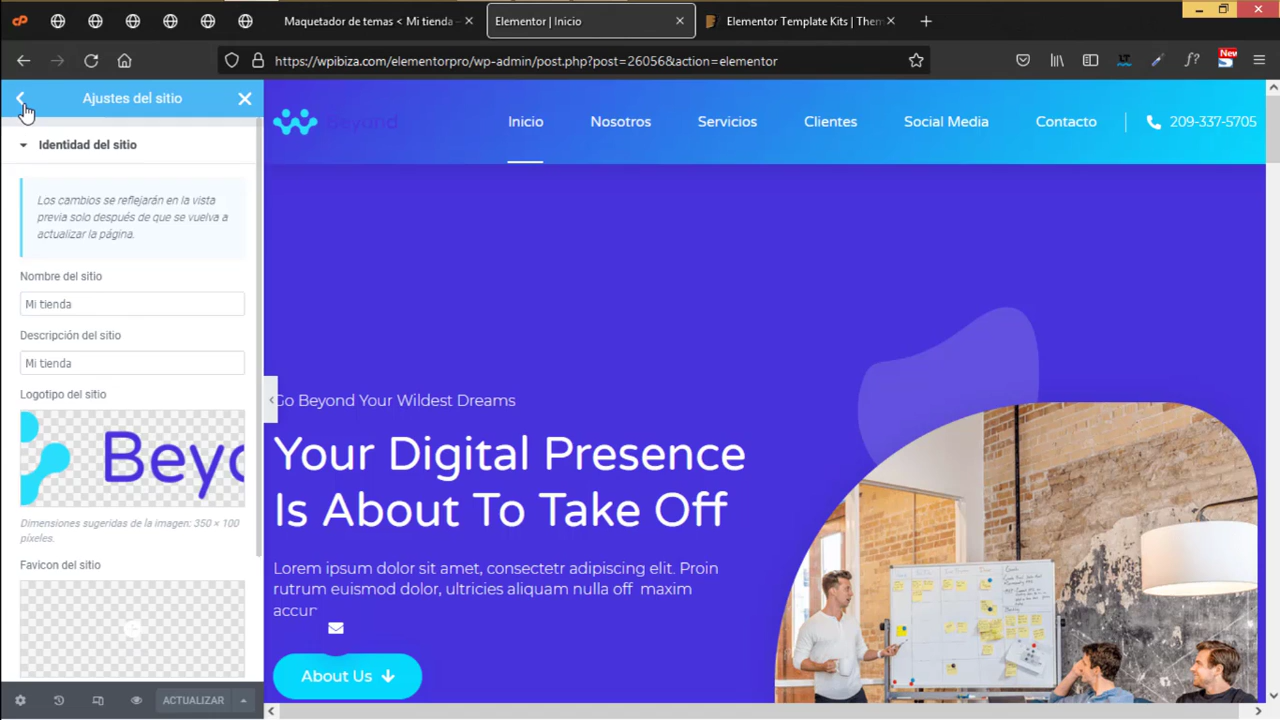 Maquetador de temas < Mi tienda
Elementor | Inicio
Elementor Template Kits | Them
https://wpibiza.com/elementorpro/wp-admin/post.php?post=26056&action=elementor
New
Ajustes del sitio
Identidad del sitio
Los cambios se reflejarán en la vista
previa solo después de que se vuelva a
actualizar la página.
Nombre del sitio
Mi tienda
Descripción del sitio
Mi tienda
Logotipo del sitio
Beyo
Dimensiones sugeridas de la imagen: 350 × 100
píxeles.
Favicon del sitio
ACTUALIZAR
Beyond
Inicio
Nosotros
Servicios
Clientes
Social Media
Contacto
209-337-5705
Go Beyond Your Wildest Dreams
Your Digital Presence
Is About To Take Off
Lorem ipsum dolor sit amet, consectetr adipiscing elit. Proin
rutrum euismod dolor, ultricies aliquam nulla off maxim
accur
About Us